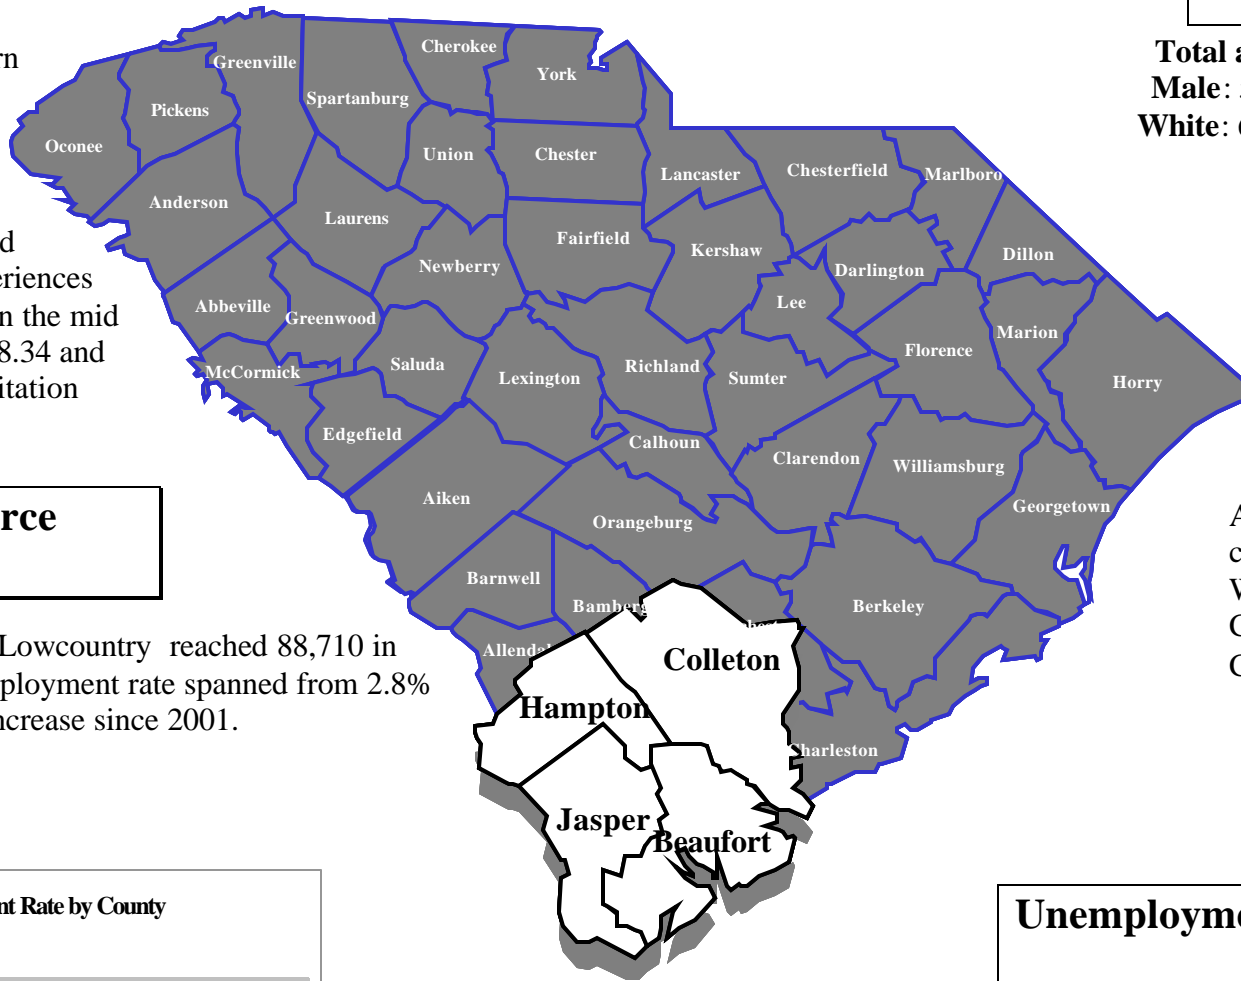 rn
Total a
Male:
White:
d
eriences
n the mid
8.34 and
itation
rce
Lowcountry reached 88,710 in
ployment rate spanned from 2.8%
ncrease since 2001.
nt Rate by County
Cherokee
Greenville
York
Spartanburg
Pickens
Oconee
Union
Chester
Lancaster
Chesterfield
Marlboro
Anderson
Laurens
Fairfield
Kershaw
Dillon
Newberry
Darlington
Abbeville
Greenwood
Lee
Marion
Saluda
Richland
Florence
McCormick
Lexington
Sumter
Horry
Edgefield
Calhoun
Clarendon
Williamsburg
Aiken
Georgetown
Orangeburg
Barnwell
Bamberg
Berkeley
Allenda
Colleton
Hampton
Charleston
Jasper
Beaufort
A
c
W
C
C
Unemployme